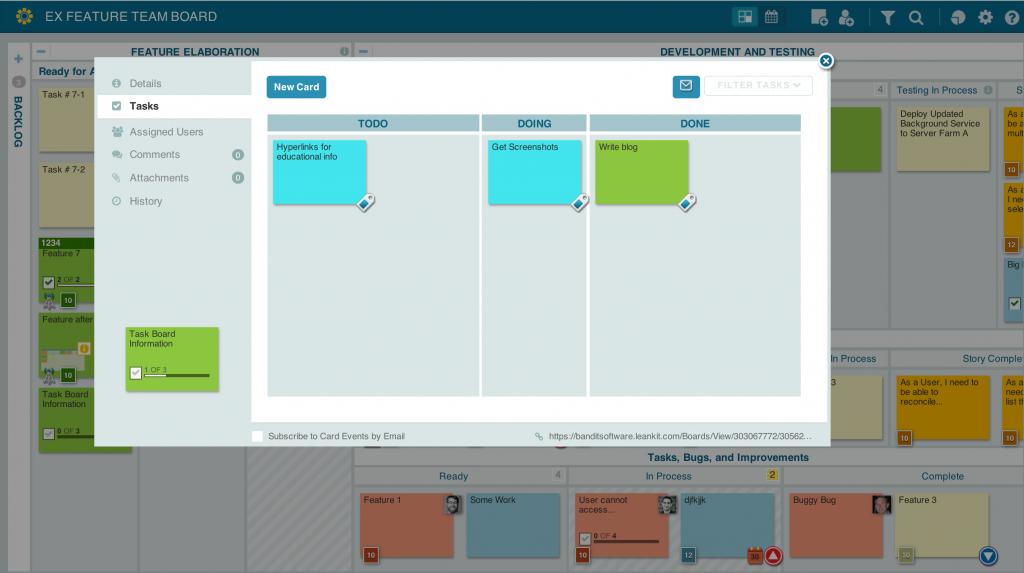 EX FEATURE TEAM BOARD
FEATURE ELABORATION
DEVELOPMENT AND TESTING
BACKLOG
3
Ready for A
Task # 7-1
Task # 7-2
1234
Feature 7
2 OF 2
10
Feature after
10
Task Board
Information
0 OF 3
Details
Tasks
Assigned Users
Comments
0
Attachments
0
History
Task Board
Information
1 OF 3
New Card
FILTER TASKS
TODO
DOING
DONE
Hyperlinks for
educational info
Get Screenshots
Write blog
Subscribe to Card Events by Email
https://banditsoftware.leankit.com/Boards/View/303067772/30562...
4
Testing In Process
S
Deploy Updated
Background Service
to Server Farm A
As a
be a
mult
10
As a
I nee
sele
12
Big
In Process
Story Comple
3
As a User, I need to
be able to
reconcile...
10
As a
need
list th
10
Tasks, Bugs, and Improvements
Ready
4
In Process
2
Complete
Feature 1
10
Some Work
User cannot
access...
0 OF 4
10
djfkjjk
12
30
Buggy Bug
Feature 3
30